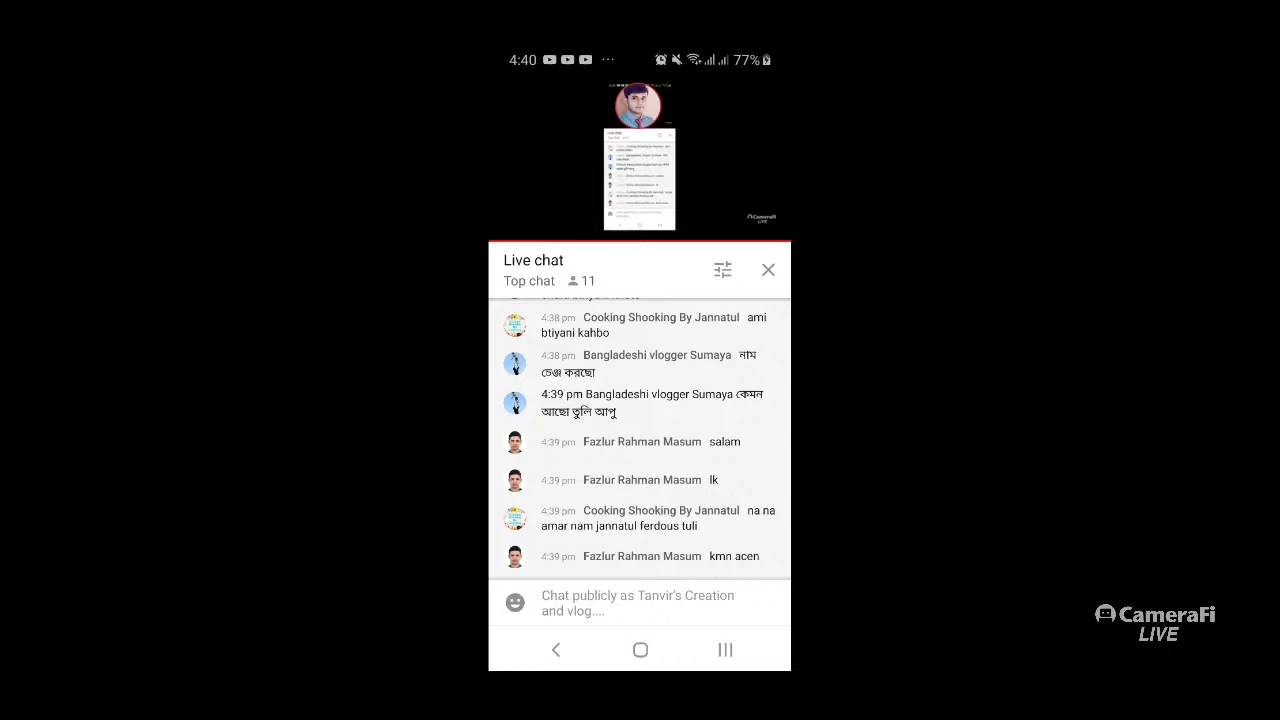 4:40 ... 77%
Live chat
Top chat 11
4:38 pm Cooking Shooking By Jannatul ami
btiyani kahbo
4:38 pm Bangladeshi vlogger Sumaya নাম
চেঞ্জ করছো
4:39 pm Bangladeshi vlogger Sumaya কেমন
আছো তুলি আপু
4:39 pm Fazlur Rahman Masum salam
4:39 pm Fazlur Rahman Masum lk
4:39 pm Cooking Shooking By Jannatul na na
amar nam jannatul ferdous tuli
4:39 pm Fazlur Rahman Masum kmn acen
Chat publicly as Tanvir's Creation
and vlog....
CameraFi
LIVE
CameraFi
LIVE